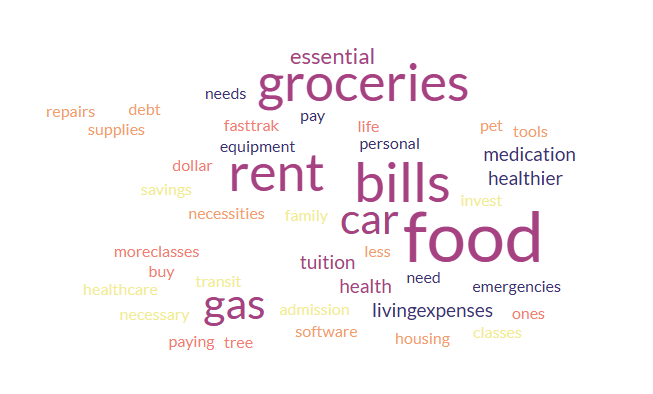 essential
groceries
needs
repairs
debt
pay
supplies
fasttrak
life
pet
tools
equipment
personal
medication
dollar
rent
bills
healthier
savings
invest
necessities
family
car
food
moreclasses
less
buy
tuition
transit
health
need
healthcare
emergencies
gas
admission
livingexpenses
necessary
ones
software
classes
paying
tree
housing